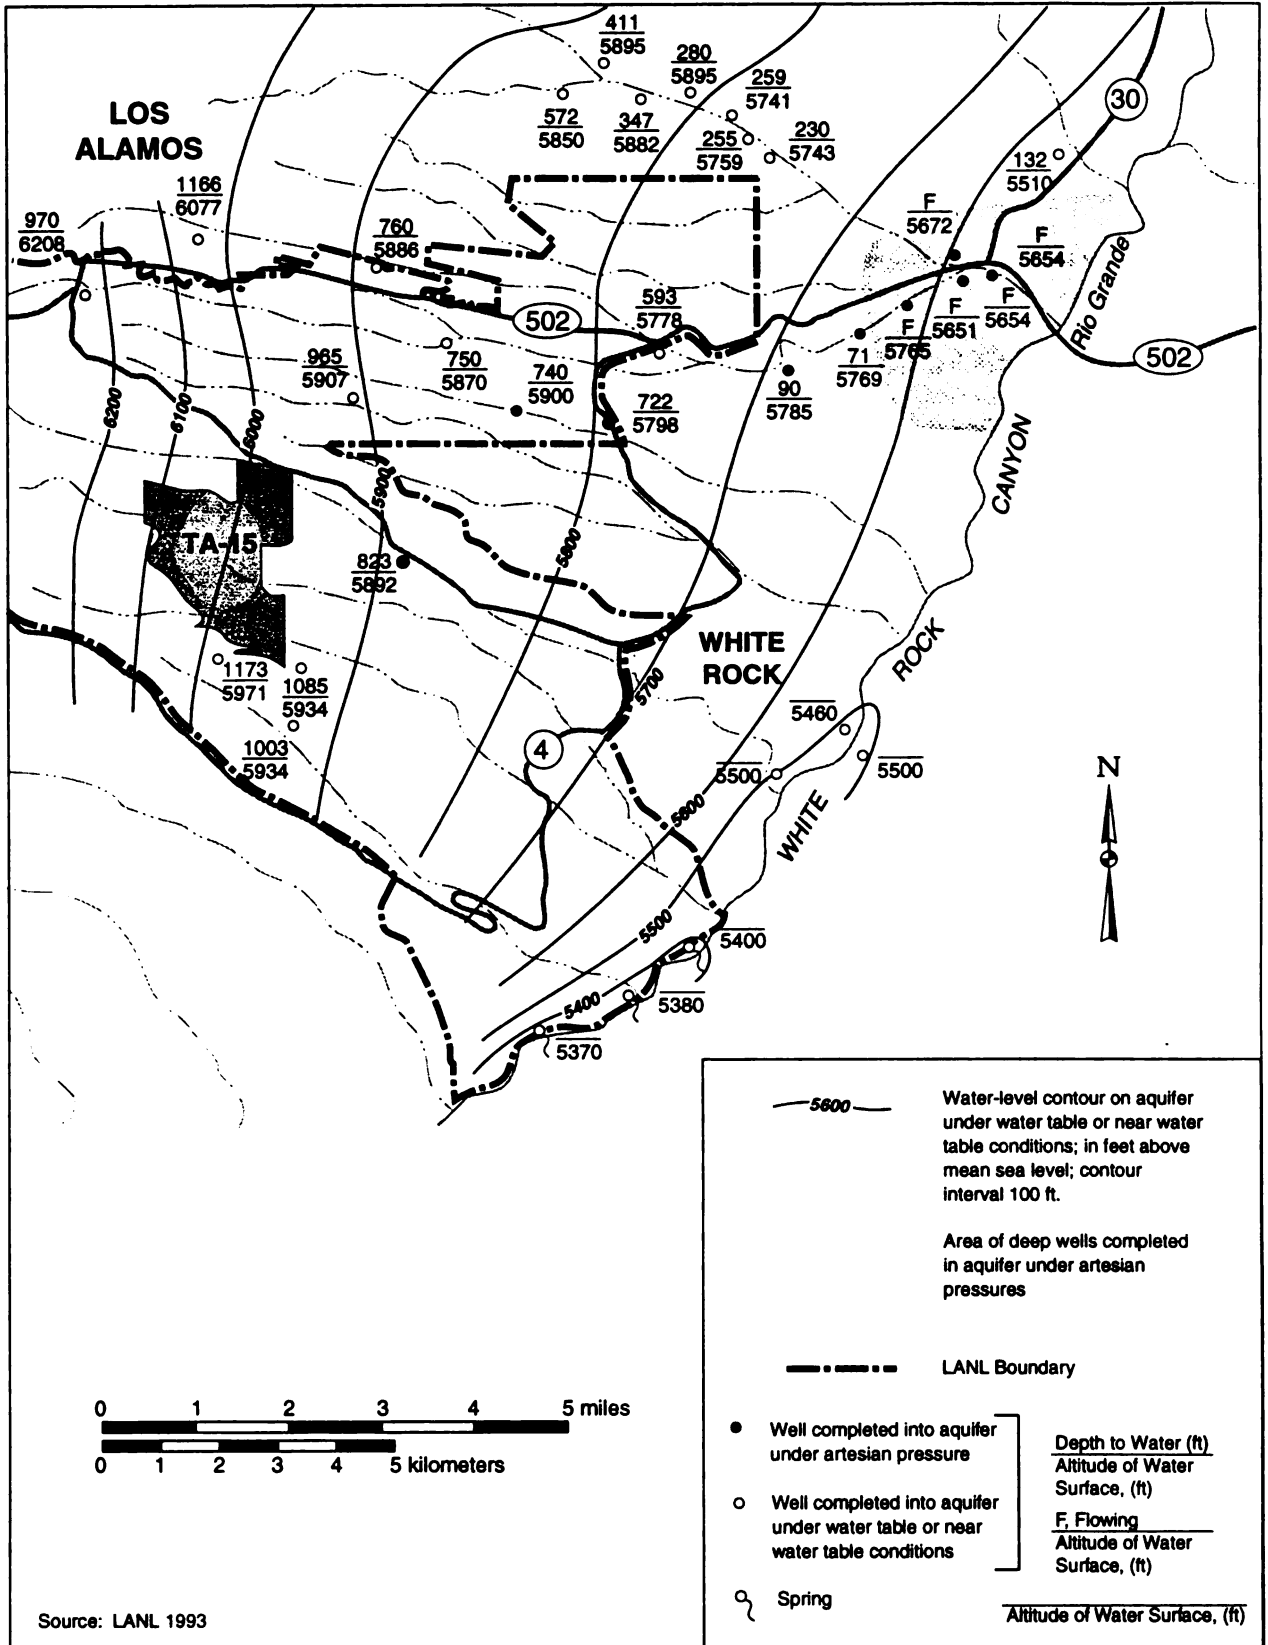 411
5895
280
5895
259
5741
LOS
ALAMOS
572
5850
347
5882
255
5759
230
5743
30
132
5510
1166
6077
970
6208
760
5886
F
5672
F
5654
Rio Grande
593
5778
502
F
5654
F
5651
F
5765
502
965
5907
750
5870
740
5900
71
5769
90
5785
722
5798
6200
6100
6000
5900
CANYON
TA-15
5800
823
5892
WHITE
ROCK
ROCK
1173
5971
1085
5934
5700
5460
1003
5934
4
5500
5500
N
5600
WHITE
5500
5400
5400
5380
5370
5600
Water-level contour on aquifer
under water table or near water
table conditions; in feet above
mean sea level; contour
interval 100 ft.
Area of deep wells completed
in aquifer under artesian
pressures
LANL Boundary
Well completed into aquifer
under artesian pressure
Well completed into aquifer
under water table or near
water table conditions
Depth to Water (ft)
Altitude of Water
Surface, (ft)
F, Flowing
Altitude of Water
Surface, (ft)
Spring
Altitude of Water Surface, (ft)
0 1 2 3 4 5 miles
0 1 2 3 4 5 kilometers
Source: LANL 1993